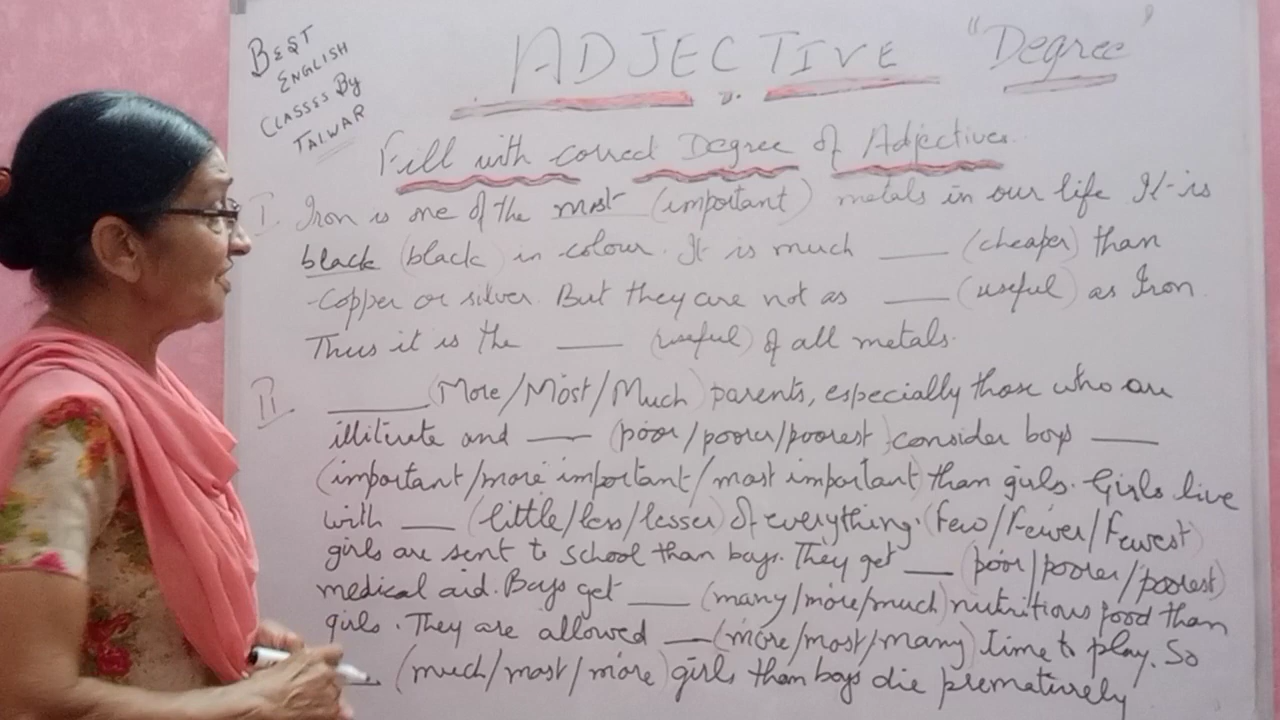 BEST
ENGLISH
CLASSSS By
TALWAR
ADJECTIVE "Degree"
Fill with correct Degree of Adjectives.
I. Iron is one of the most (important) metals in our life It is
black (black) in colour. It is much ___ (cheaper) than
copper or silver. But they are not as ___ (useful) as Iron.
Thus it is the ___ (useful) of all metals.
II ___ (More/Most/Much) parents, especially those who are
illiterate and ___ (poor/poorer/poorest) consider boys ___
(important/more important/most important) than girls. Girls live
with ___ (little/less/lesser) of everything. (Few/Fewer/Fewest)
girls are sent to school than boys. They get ___ (poor/poorer/poorest)
medical aid. Boys get ___ (many/more/much) nutritious food than
girls. They are allowed ___ (more/most/many) time to play. So
___ (much/most/more) girls than boys die prematurely